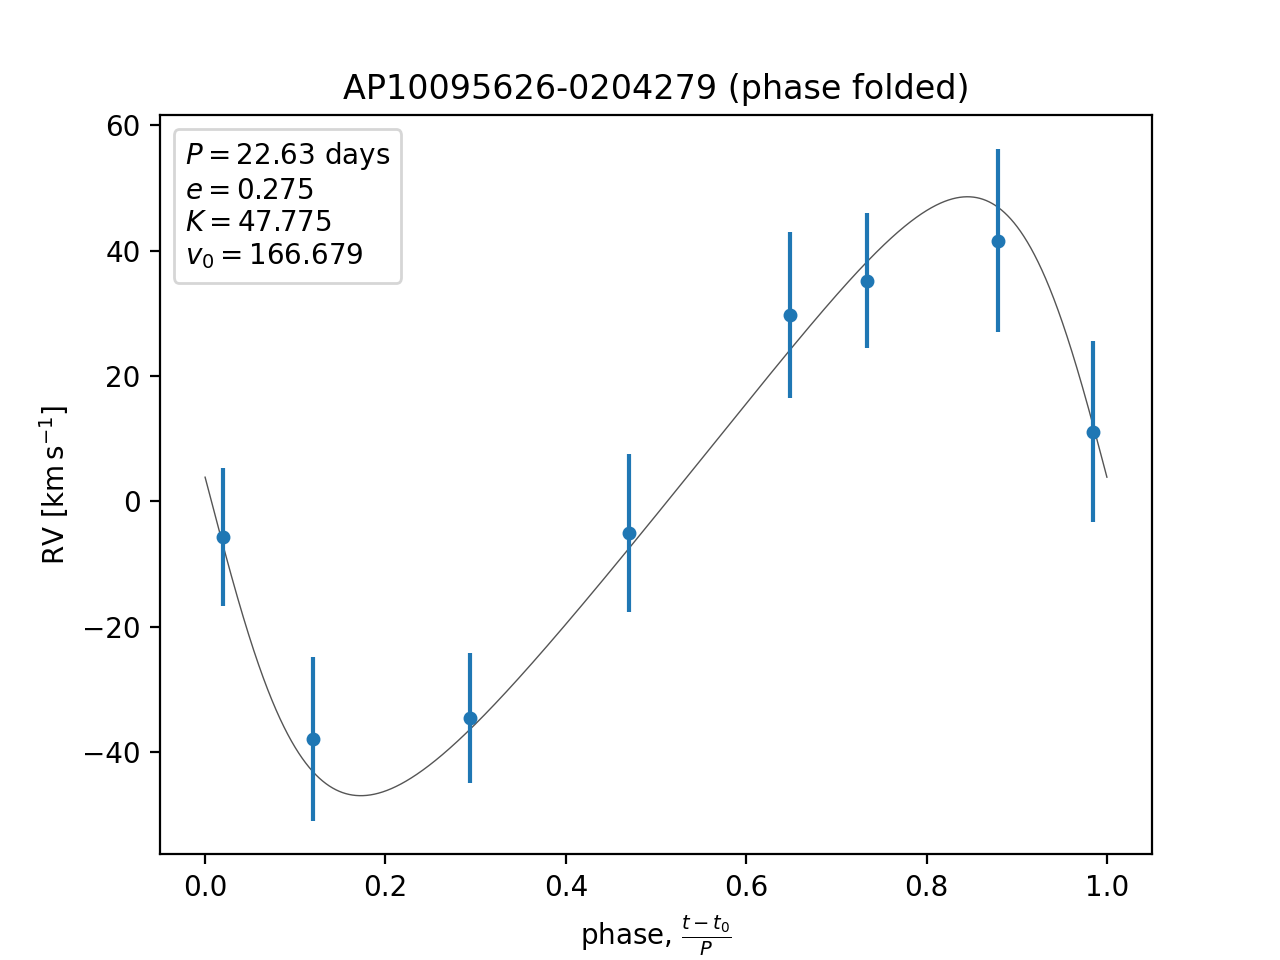 AP10095626-0204279 (phase folded)
P = 22.63 days
e = 0.275
K = 47.775
v₀ = 166.679
60
40
20
0
−20
−40
RV [km s⁻¹]
0.0 0.2 0.4 0.6 0.8 1.0
phase, (t − t₀)/P